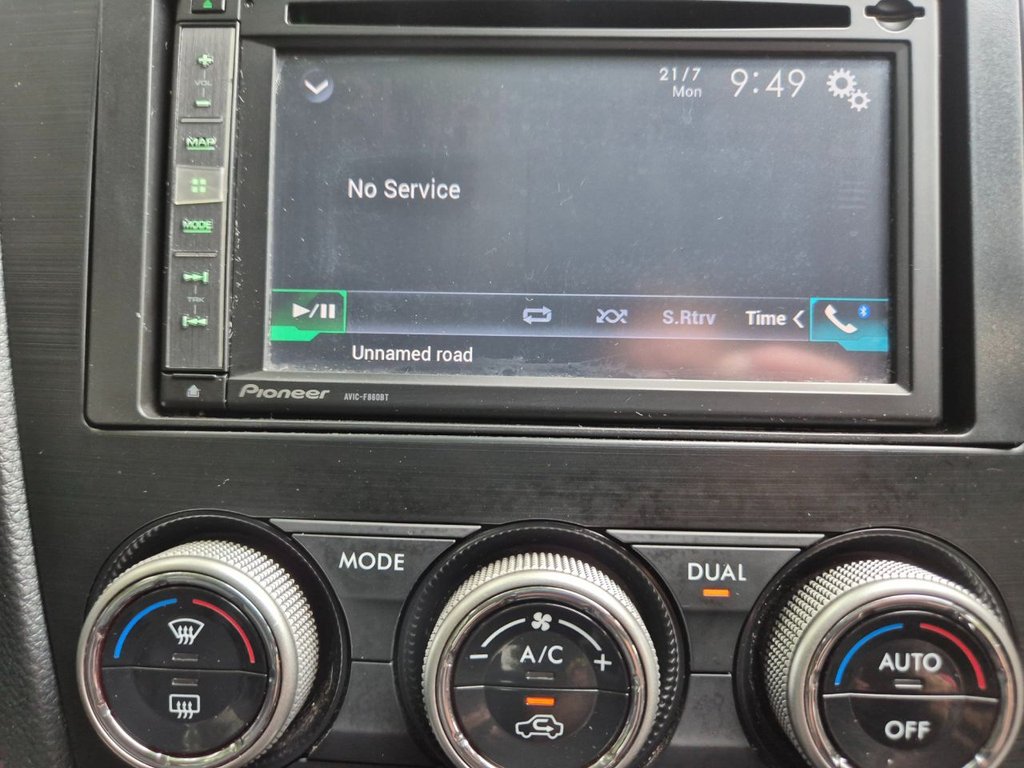 21/7
Mon
9:49
+
VOL
-
MAP
No Service
MODE
TRK
S.Rtrv
Time
Unnamed road
Pioneer
AVIC-F860BT
MODE
DUAL
- A/C +
AUTO
OFF